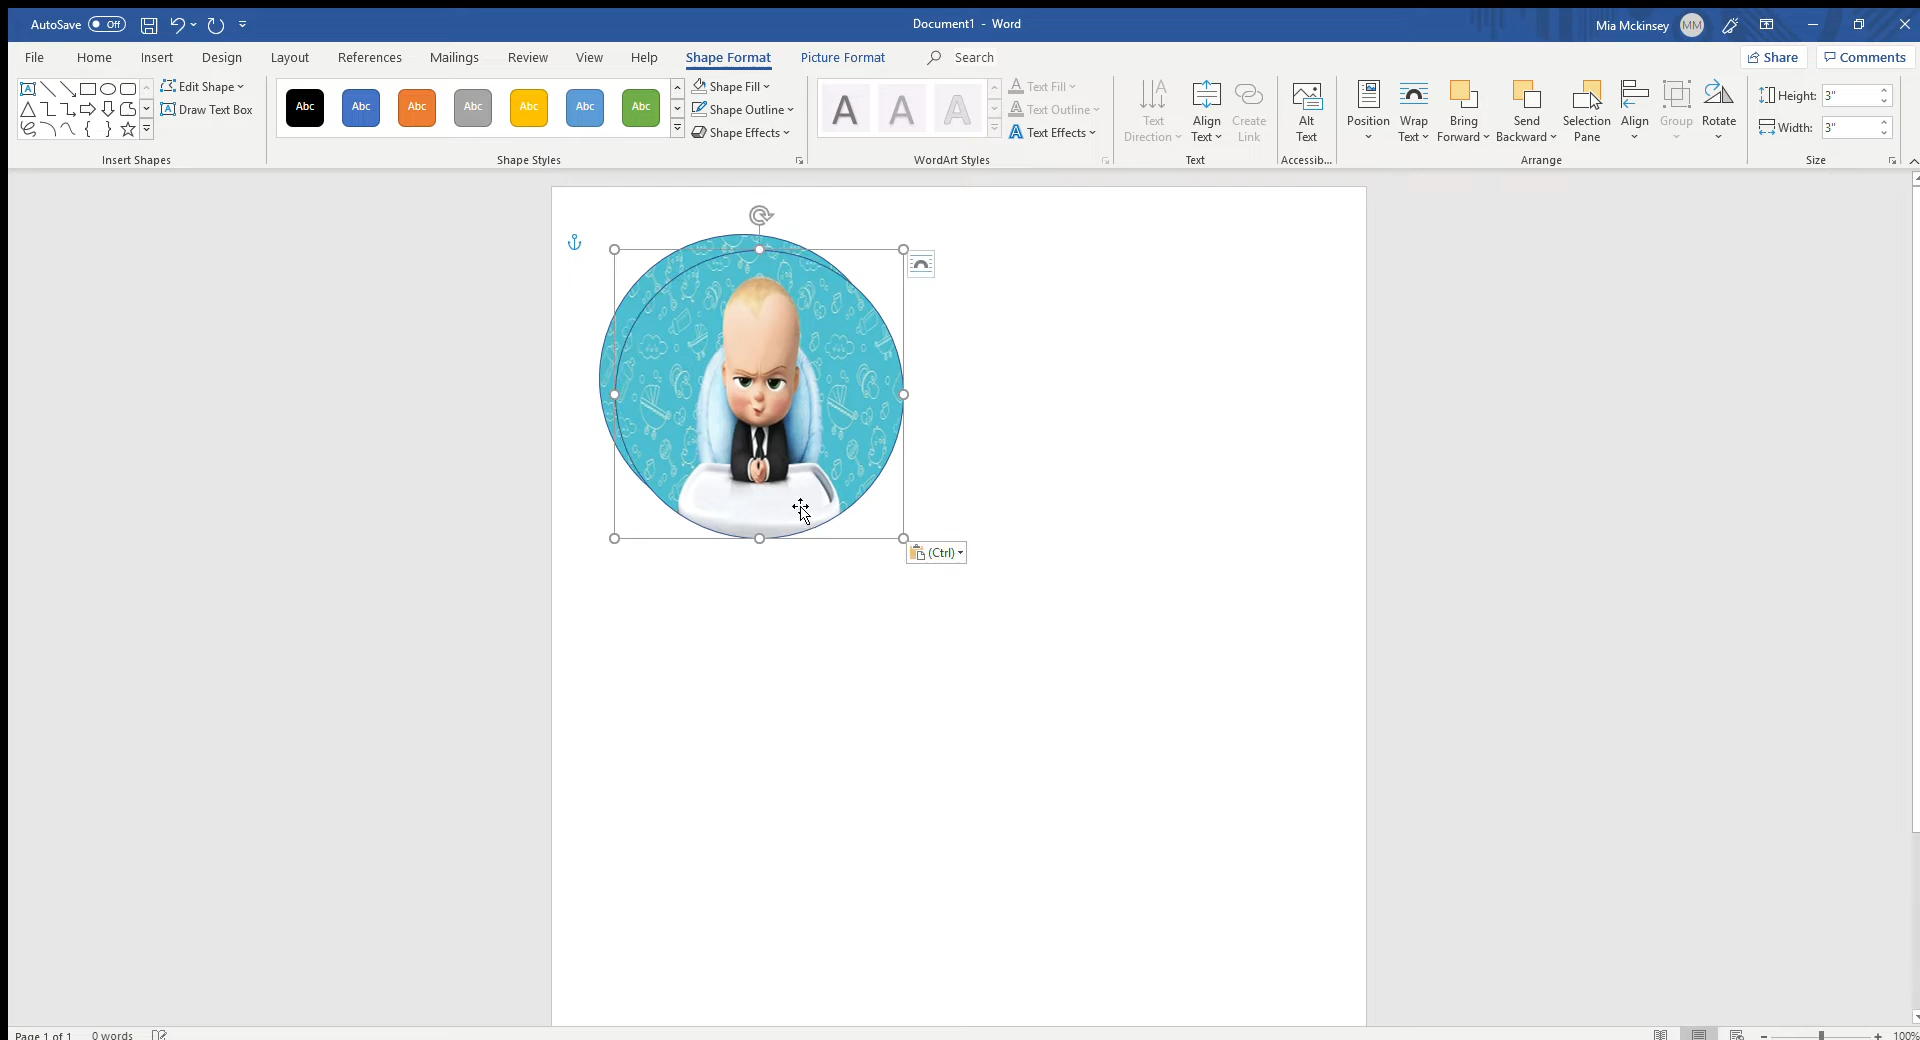 AutoSave Off Document1 - Word Mia Mckinsey MM
File Home Insert Design Layout References Mailings Review View Help Shape Format Picture Format Search Share Comments
Edit Shape
Draw Text Box
Insert Shapes
Abc Abc Abc Abc Abc Abc Abc
Shape Fill
Shape Outline
Shape Effects
Shape Styles
A A A
Text Fill
Text Outline
Text Effects
WordArt Styles
Text Direction
Align Text
Create Link
Text
Alt Text
Accessib...
Position
Wrap Text
Bring Forward
Send Backward
Selection Pane
Align
Group
Rotate
Arrange
Height: 3"
Width: 3"
Size
(Ctrl)
Page 1 of 1 0 words 100%